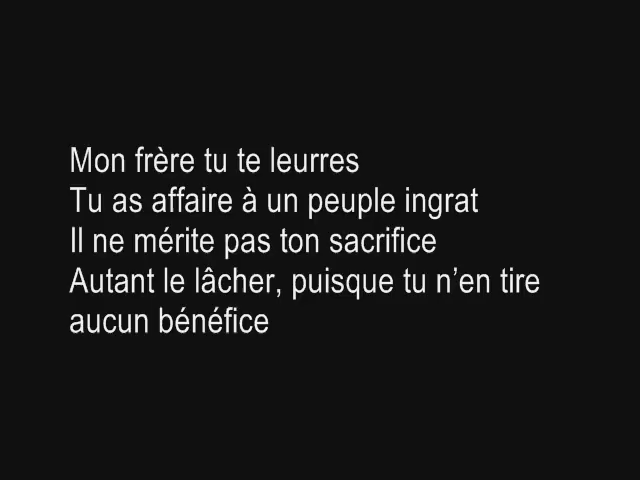 Mon frère tu te leurres
Tu as affaire à un peuple ingrat
Il ne mérite pas ton sacrifice
Autant le lâcher, puisque tu n’en tire
aucun bénéfice